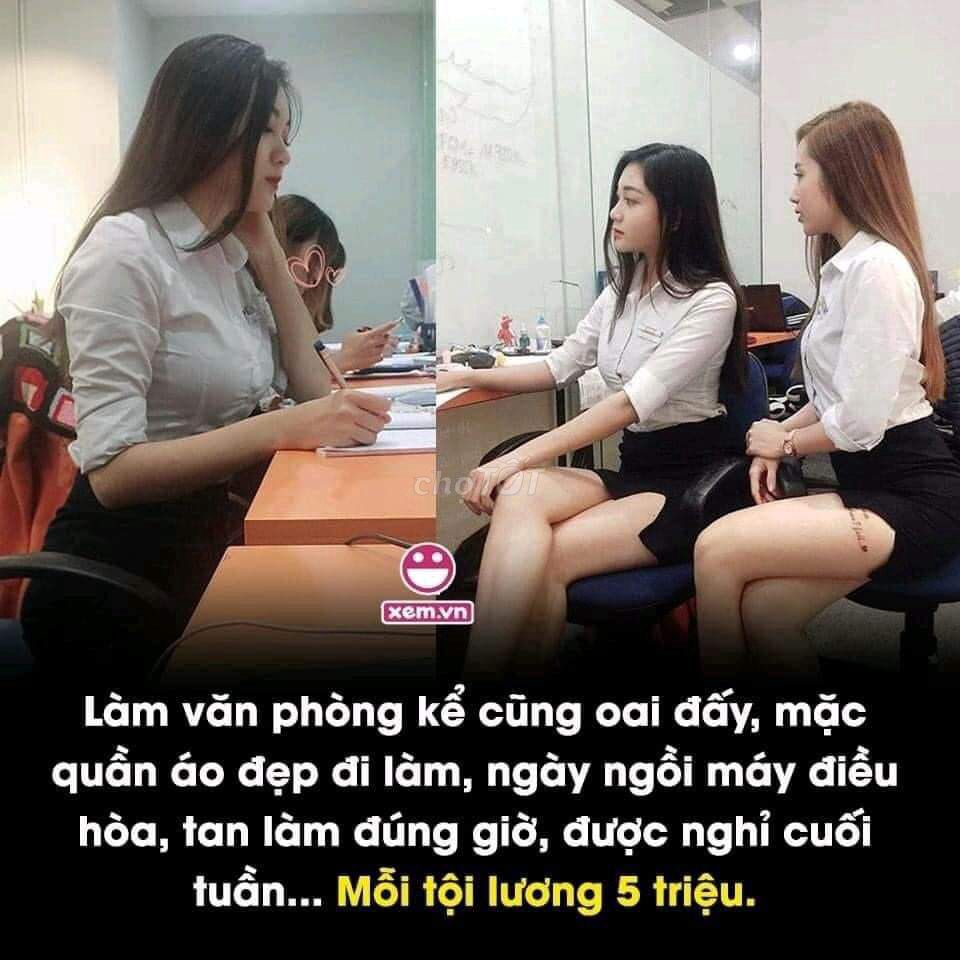 chợTỐT
xem.vn
Làm văn phòng kể cũng oai đấy, mặc
quần áo đẹp đi làm, ngày ngồi máy điều
hòa, tan làm đúng giờ, được nghỉ cuối
tuần... Mỗi tội lương 5 triệu.